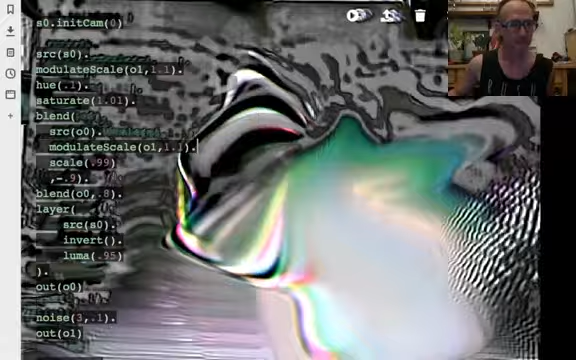 s0.initCam(0)
src(s0).
modulateScale(o1,1.1).
hue(.1).
saturate(1.01).
blend(
src(o0).
modulateScale(o1,1.1).
scale(.99)
,-.9).
blend(o0,.8).
layer(
src(s0).
invert().
luma(.95)
).
out(o0)
noise(3,.1).
out(o1)